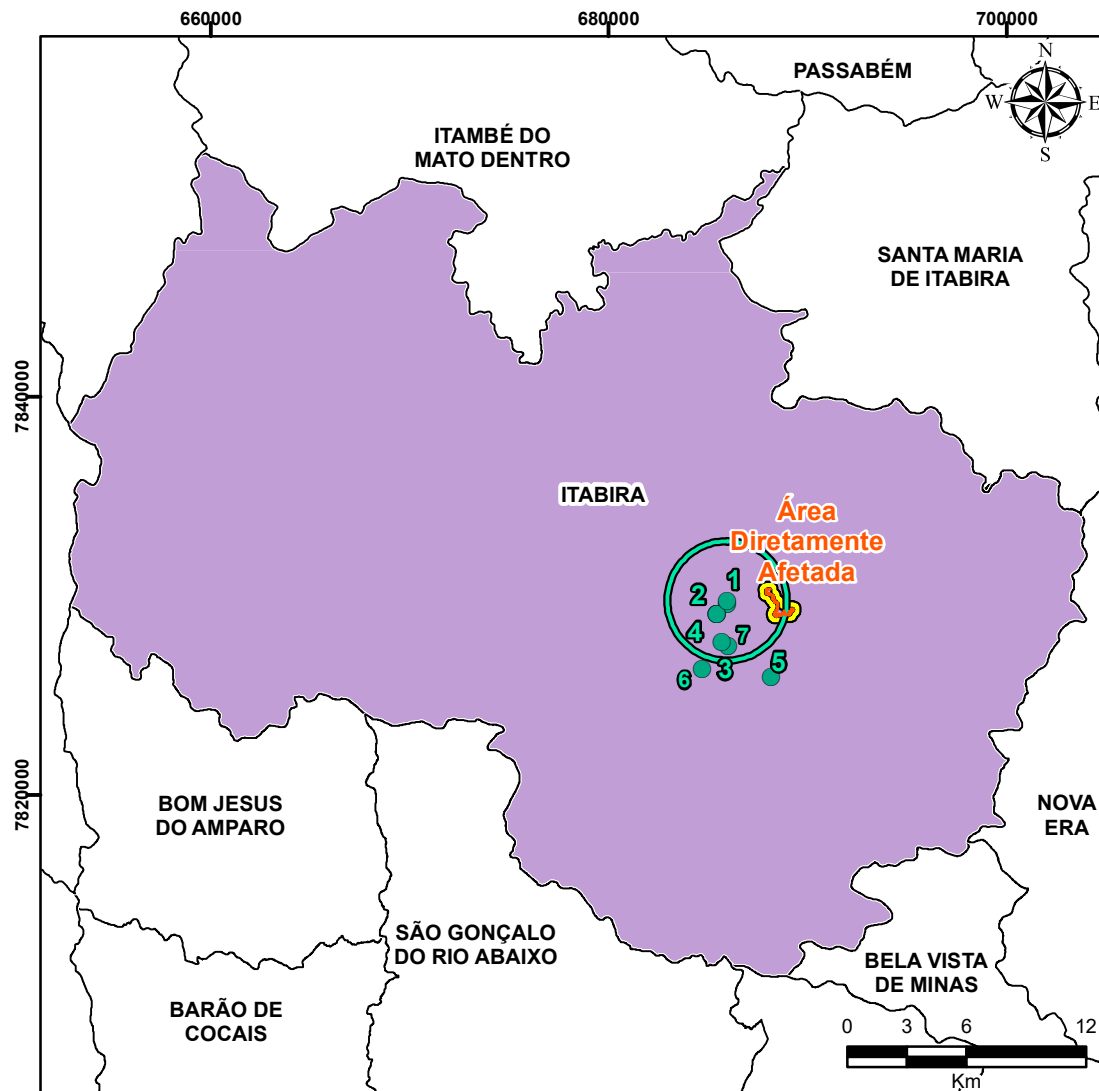 660000
680000
700000
PASSABÉM
N
W
E
S
ITAMBÉ DO
MATO DENTRO
SANTA MARIA
DE ITABIRA
7840000
ITABIRA
Área
Diretamente
Afetada
1
2
4
7
3
5
6
7820000
BOM JESUS
DO AMPARO
NOVA
ERA
SÃO GONÇALO
DO RIO ABAIXO
BELA VISTA
DE MINAS
BARÃO DE
COCAIS
0
3
6
12
Km